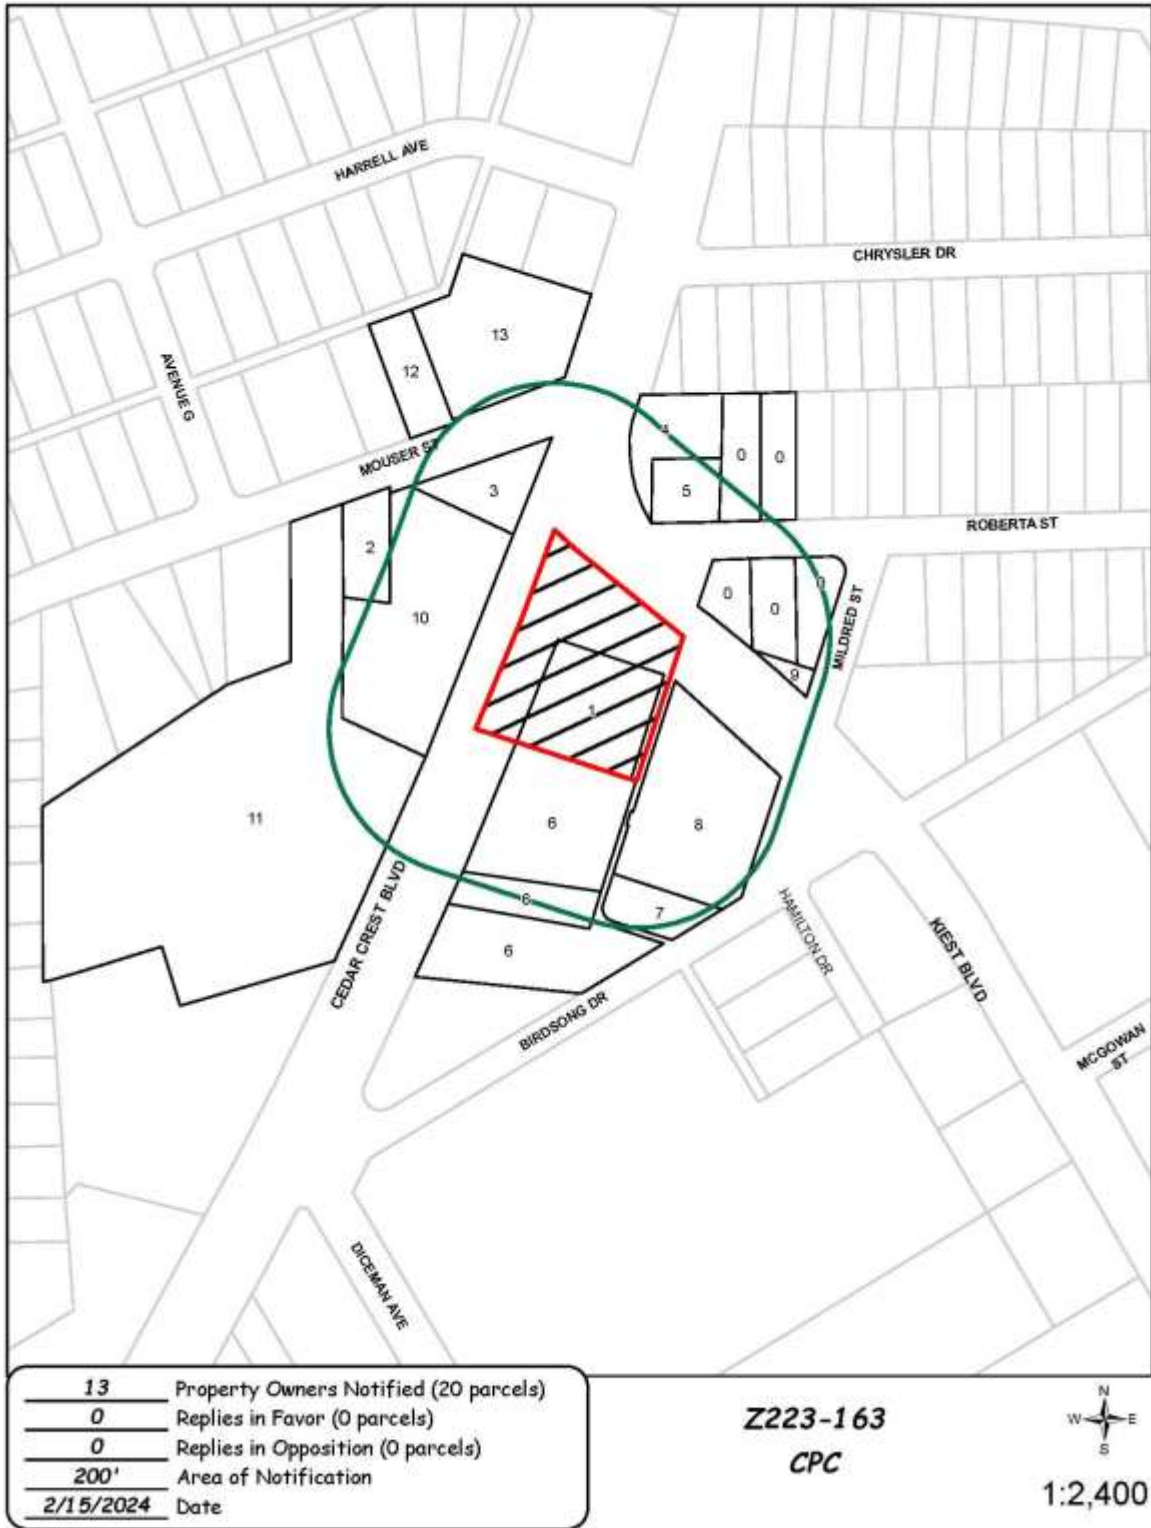 HARRELL AVE
CHRYSLER DR
13
AVENUE G
12
MOUSER ST
4
0
0
3
5
ROBERTA ST
2
0
0
0
10
MILDRED ST
9
1
11
6
8
6
7
CEDAR CREST BLVD
HAMILTON DR
KIEST BLVD
6
BIRDSONG DR
MCGOWAN
ST
DICEMAN AVE
13 Property Owners Notified (20 parcels)
0 Replies in Favor (0 parcels)
0 Replies in Opposition (0 parcels)
200' Area of Notification
2/15/2024 Date
Z223-163
CPC
N
W E
S
1:2,400